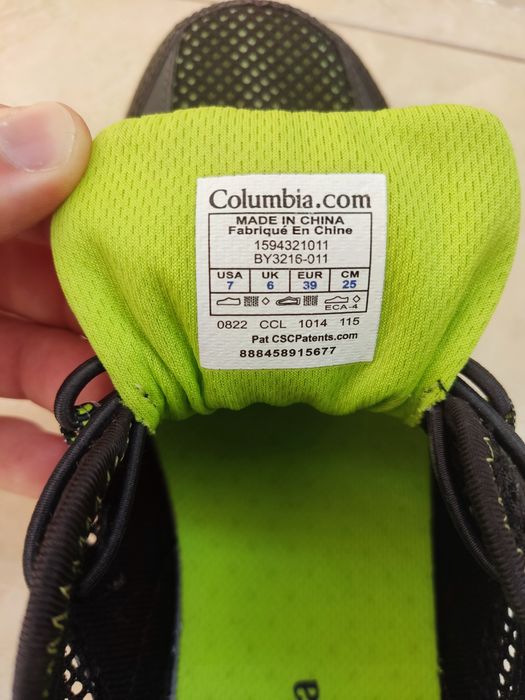 Columbia.com
MADE IN CHINA
Fabriqué En Chine
1594321011
BY3216-011
USA UK EUR CM
7 6 39 25
ECA-4
0822 CCL 1014 115
Pat CSCPatents.com
888458915677
a